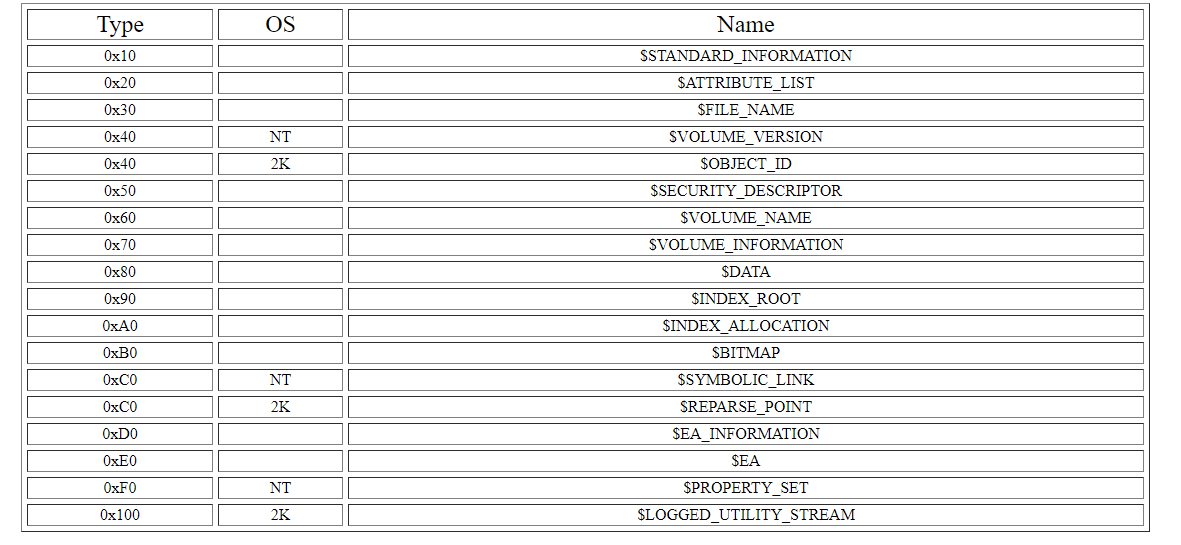 Type OS Name
0x10 $STANDARD_INFORMATION
0x20 $ATTRIBUTE_LIST
0x30 $FILE_NAME
0x40 NT $VOLUME_VERSION
0x40 2K $OBJECT_ID
0x50 $SECURITY_DESCRIPTOR
0x60 $VOLUME_NAME
0x70 $VOLUME_INFORMATION
0x80 $DATA
0x90 $INDEX_ROOT
0xA0 $INDEX_ALLOCATION
0xB0 $BITMAP
0xC0 NT $SYMBOLIC_LINK
0xC0 2K $REPARSE_POINT
0xD0 $EA_INFORMATION
0xE0 $EA
0xF0 NT $PROPERTY_SET
0x100 2K $LOGGED_UTILITY_STREAM